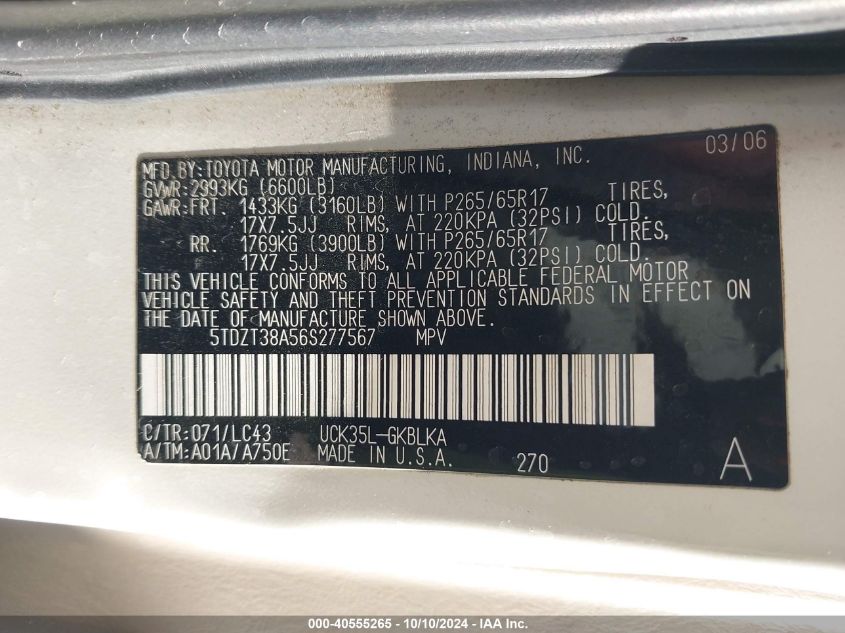 03/06
MFD BY:TOYOTA MOTOR MANUFACTURING, INDIANA, INC.
GVWR:2993KG (6600LB)
GAWR:FRT. 1433KG (3160LB) WITH P265/65R17 TIRES,
17X7.5JJ RIMS, AT 220KPA (32PSI) COLD.
RR. 1769KG (3900LB) WITH P265/65R17 TIRES,
17X7.5JJ RIMS, AT 220KPA (32PSI) COLD.
THIS VEHICLE CONFORMS TO ALL APPLICABLE FEDERAL MOTOR
VEHICLE SAFETY AND THEFT PREVENTION STANDARDS IN EFFECT ON
THE DATE OF MANUFACTURE SHOWN ABOVE.
5TDZT38A56S277567 MPV
C/TR:071/LC43 UCK35L-GKBLKA
A/TM:A01A/A750E MADE IN U.S.A. 270 A
000-40555265 - 10/10/2024 - IAA Inc.